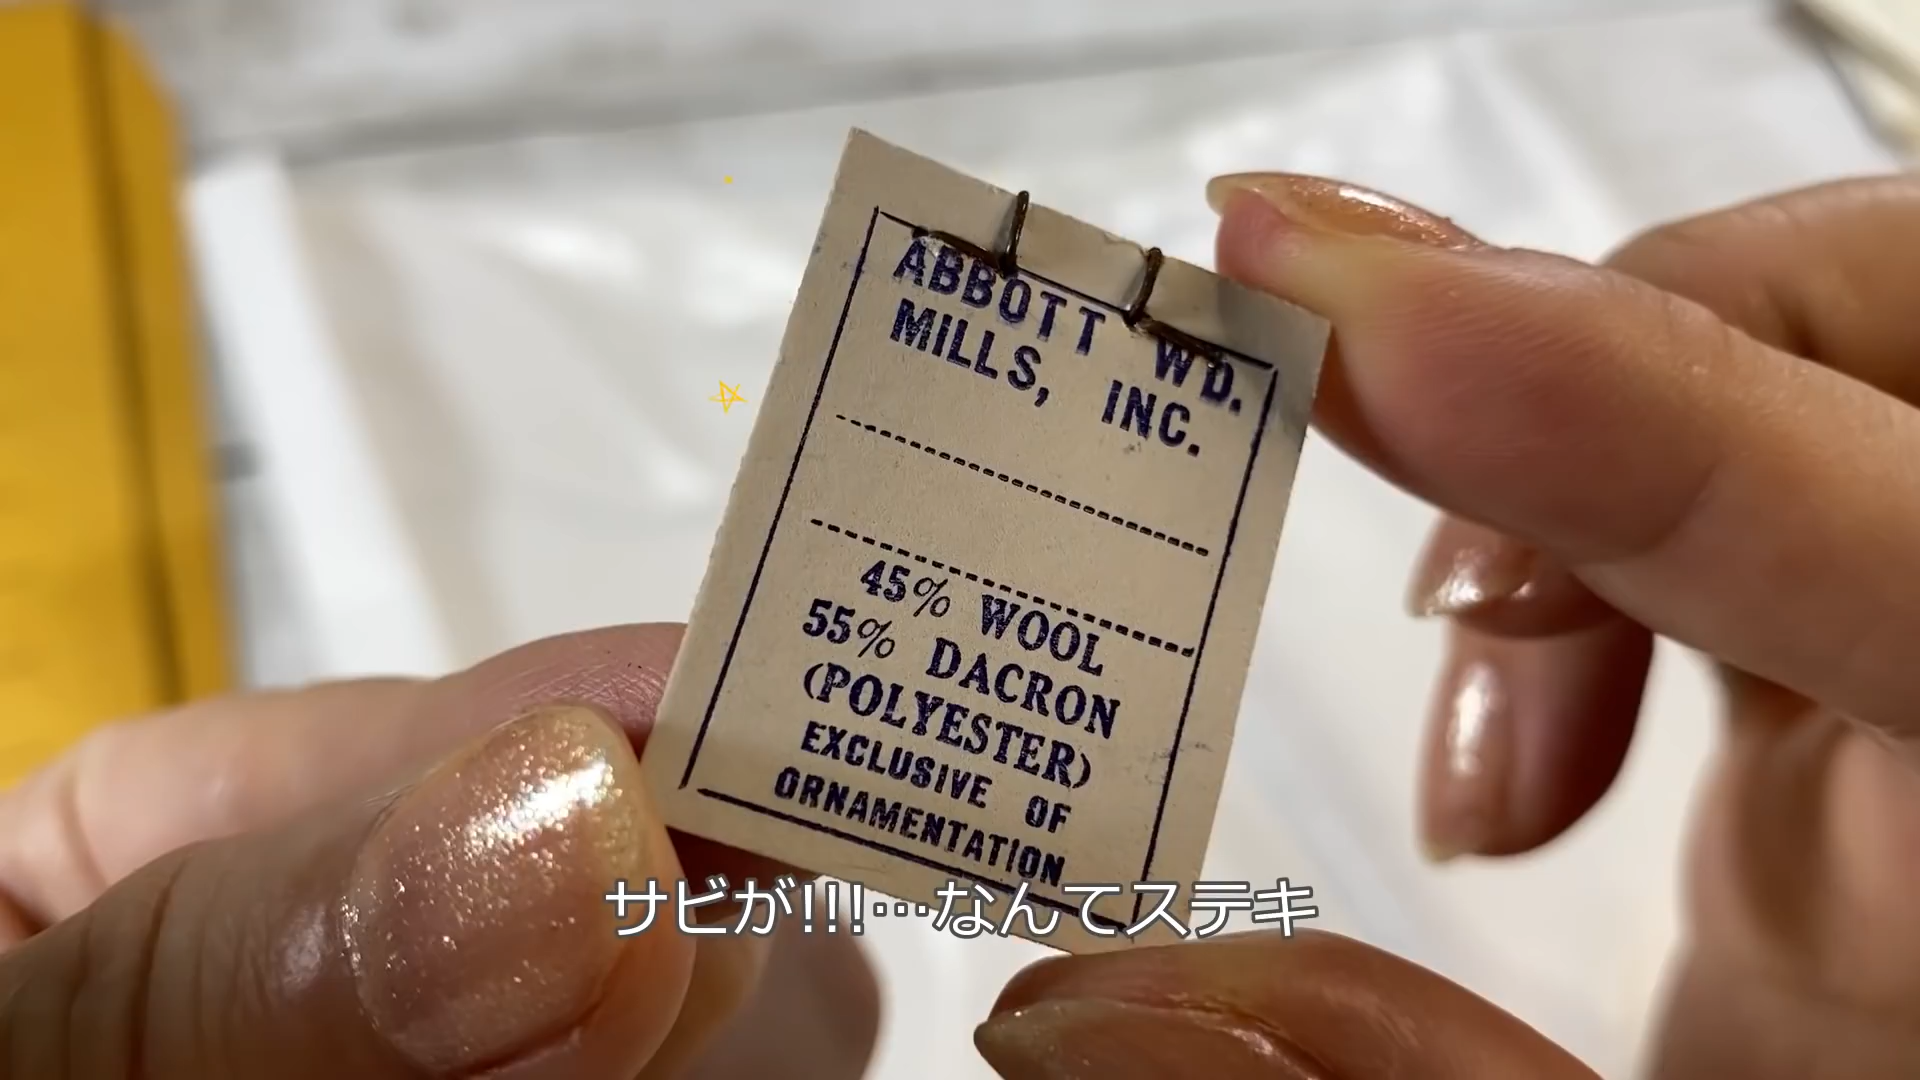 ABBOTT WD.
MILLS, INC.
45% WOOL
55% DACRON
(POLYESTER)
EXCLUSIVE OF
ORNAMENTATION
サビが!!!…なんてステキ